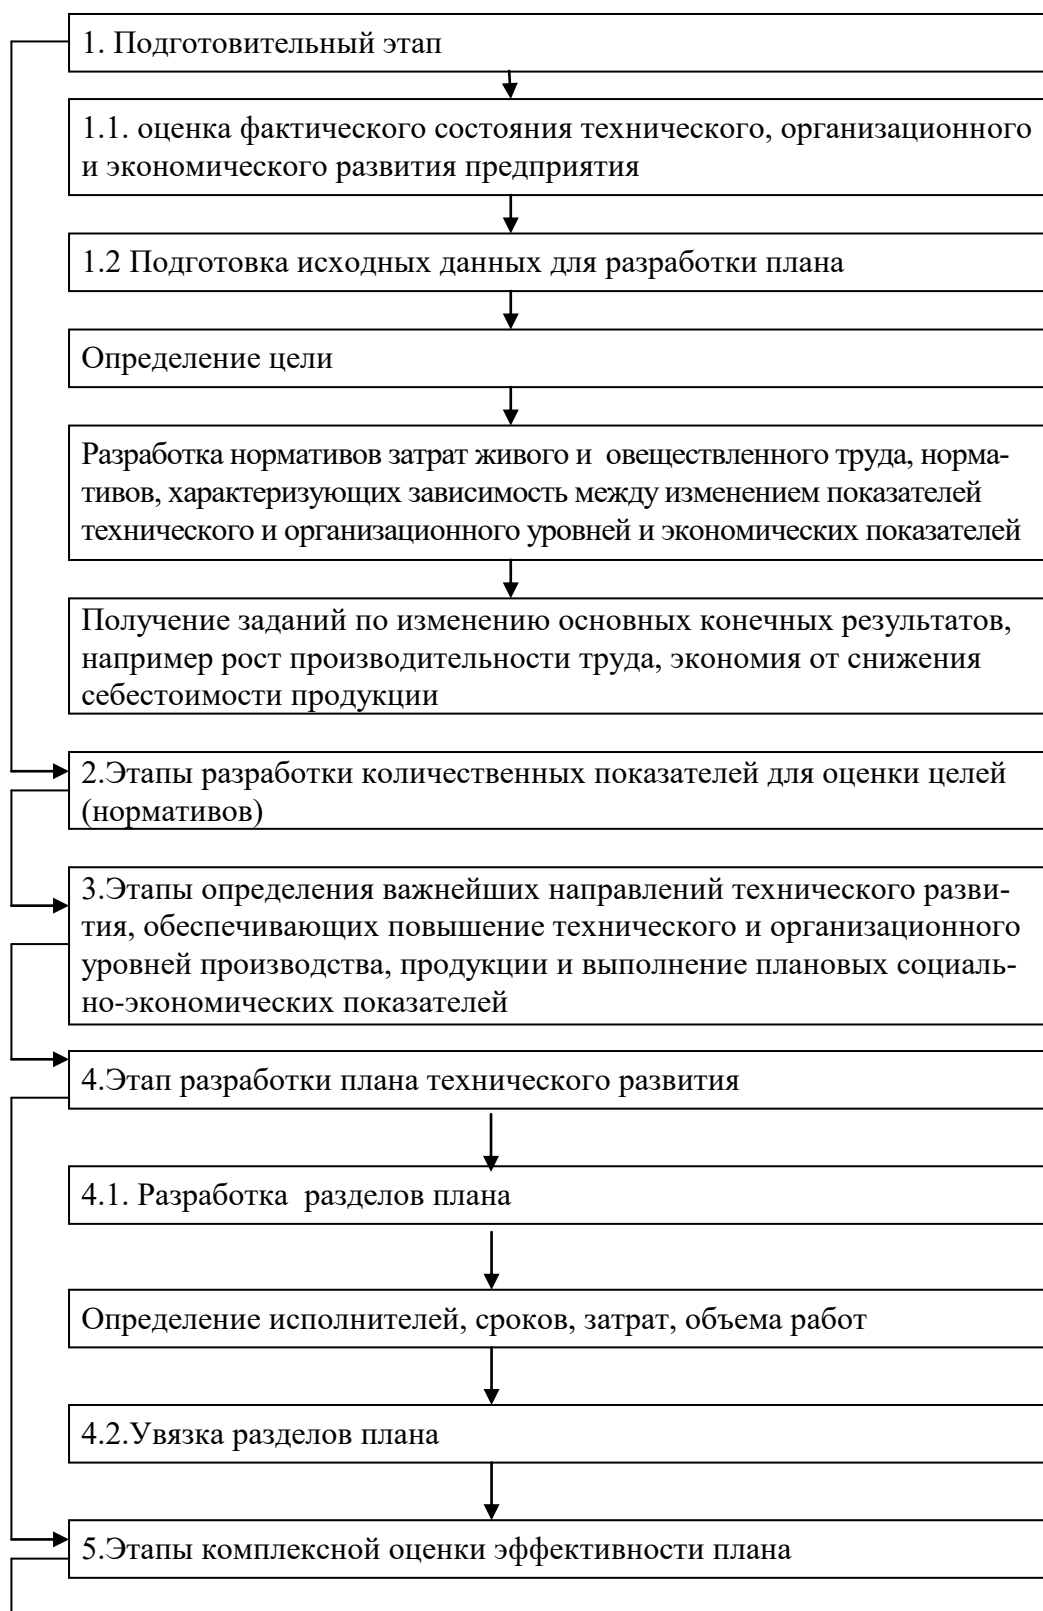 1. Подготовительный этап
1.1. оценка фактического состояния технического, организационного
и экономического развития предприятия
1.2 Подготовка исходных данных для разработки плана
Определение цели
Разработка нормативов затрат живого и овеществленного труда, норма-
тивов, характеризующих зависимость между изменением показателей
технического и организационного уровней и экономических показателей
Получение заданий по изменению основных конечных результатов,
например рост производительности труда, экономия от снижения
себестоимости продукции
2.Этапы разработки количественных показателей для оценки целей
(нормативов)
3.Этапы определения важнейших направлений технического разви-
тия, обеспечивающих повышение технического и организационного
уровней производства, продукции и выполнение плановых социаль-
но-экономических показателей
4.Этап разработки плана технического развития
4.1. Разработка разделов плана
Определение исполнителей, сроков, затрат, объема работ
4.2.Увязка разделов плана
5.Этапы комплексной оценки эффективности плана